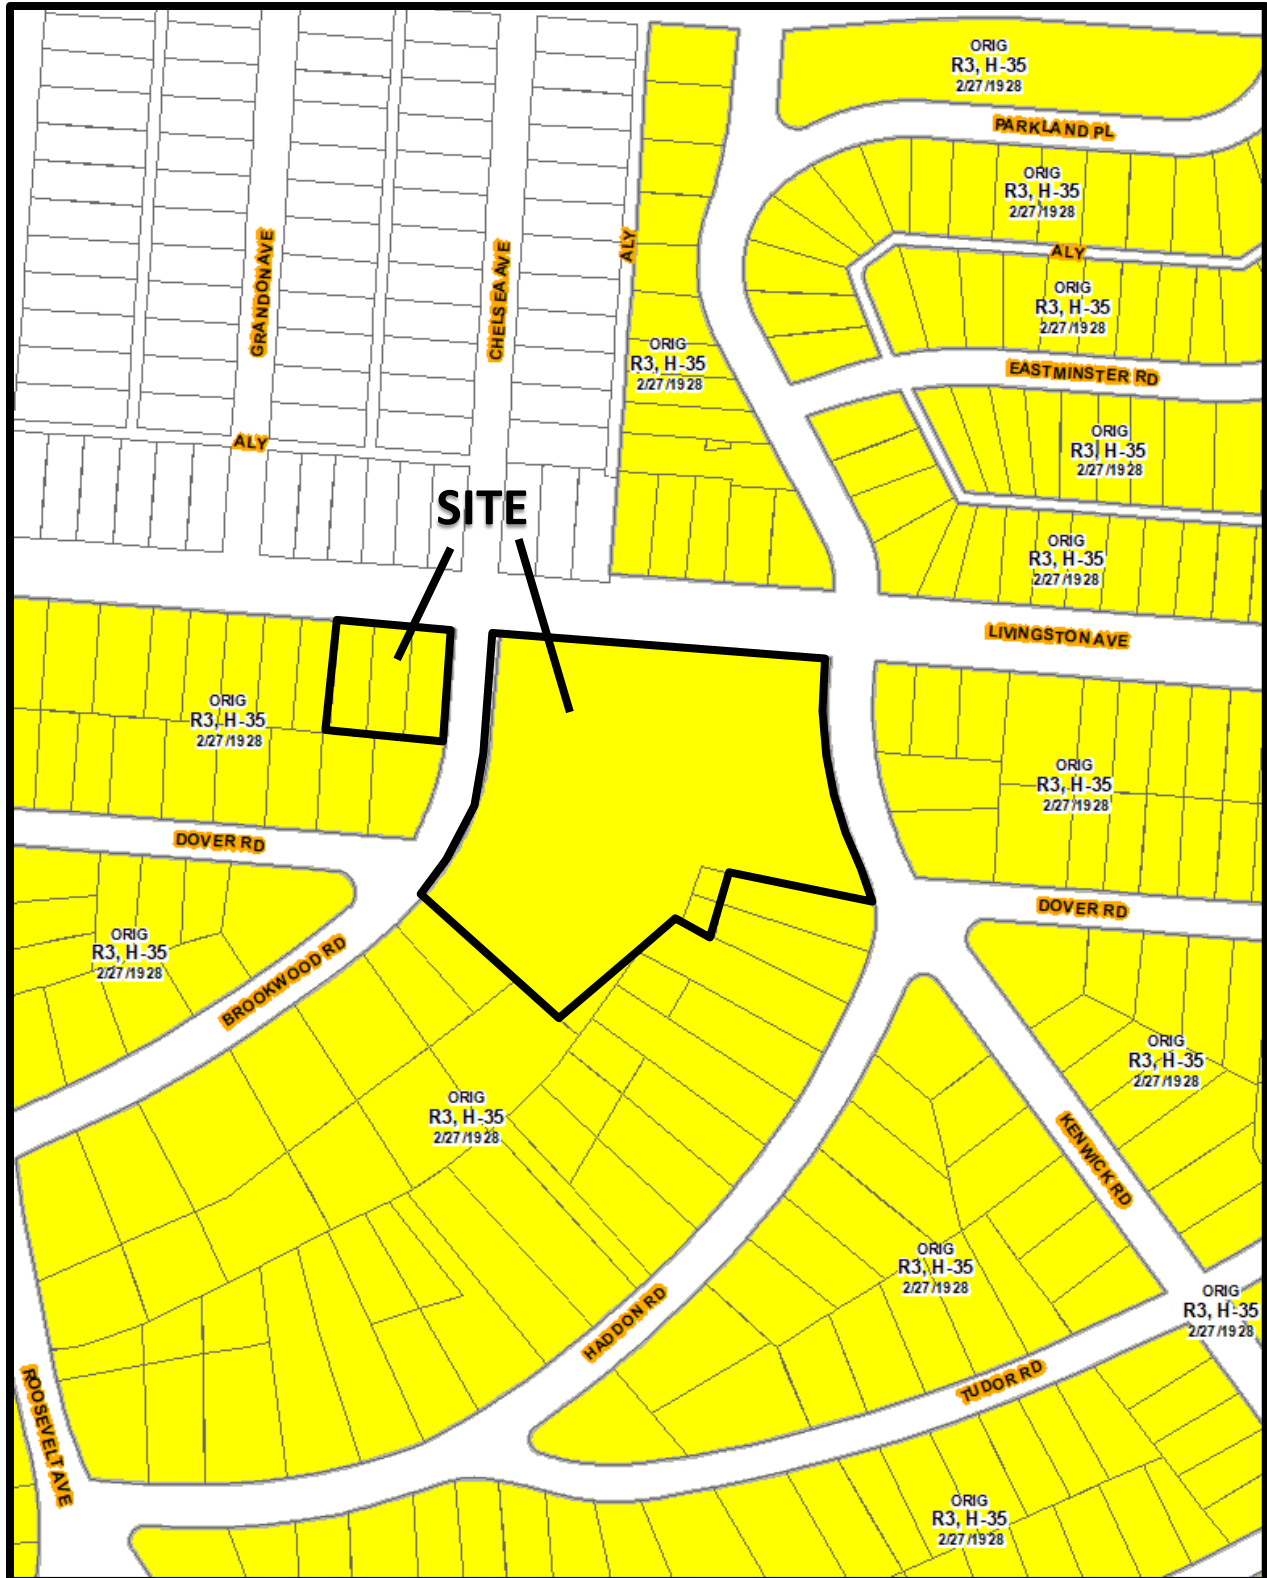 ORIG
R3, H-35
2/27/1928
PARKLAND PL
ORIG
R3, H-35
2/27/1928
ALY
ALY
GRANDON AVE
CHELSEA AVE
ORIG
R3, H-35
2/27/1928
ORIG
R3, H-35
2/27/1928
EASTMINSTER RD
ALY
ORIG
R3, H-35
2/27/1928
SITE
ORIG
R3, H-35
2/27/1928
LIVINGSTON AVE
ORIG
R3, H-35
2/27/1928
ORIG
R3, H-35
2/27/1928
DOVER RD
DOVER RD
ORIG
R3, H-35
2/27/1928
BROOKWOOD RD
ORIG
R3, H-35
2/27/1928
ORIG
R3, H-35
2/27/1928
KENWICK RD
ORIG
R3, H-35
2/27/1928
ORIG
R3, H-35
2/27/1928
HADDON RD
TUDOR RD
ROOSEVELT AVE
ORIG
R3, H-35
2/27/1928